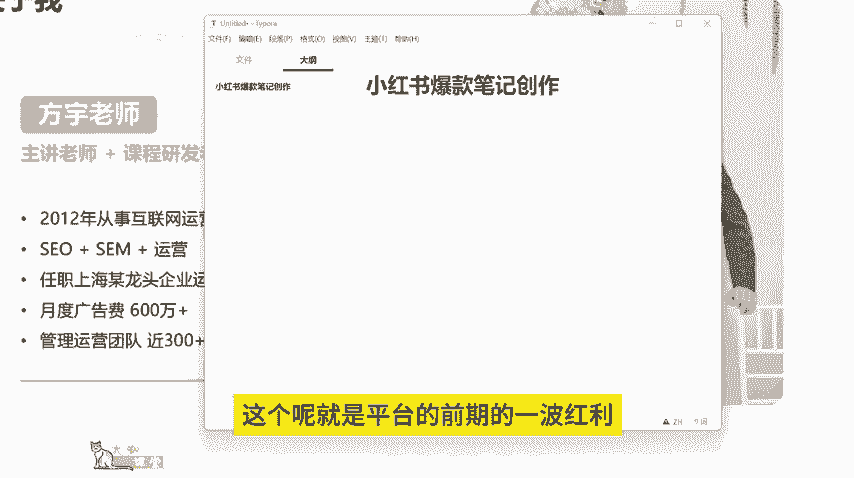 于我
T Untitled• - Typora
文件(F) 编辑(E) 段落(P) 格式(O) 视图(V) 主题(T) 帮助(H)
文件 大纲
小红书爆款笔记创作
小红书爆款笔记创作
方宇老师
主讲老师 + 课程研发
• 2012年从事互联网运营
• SEO + SEM + 运营
• 任职上海某龙头企业运
• 月度广告费 600万+
• 管理运营团队 近300+
这个呢就是平台的前期的一波红利
ZH ? 词